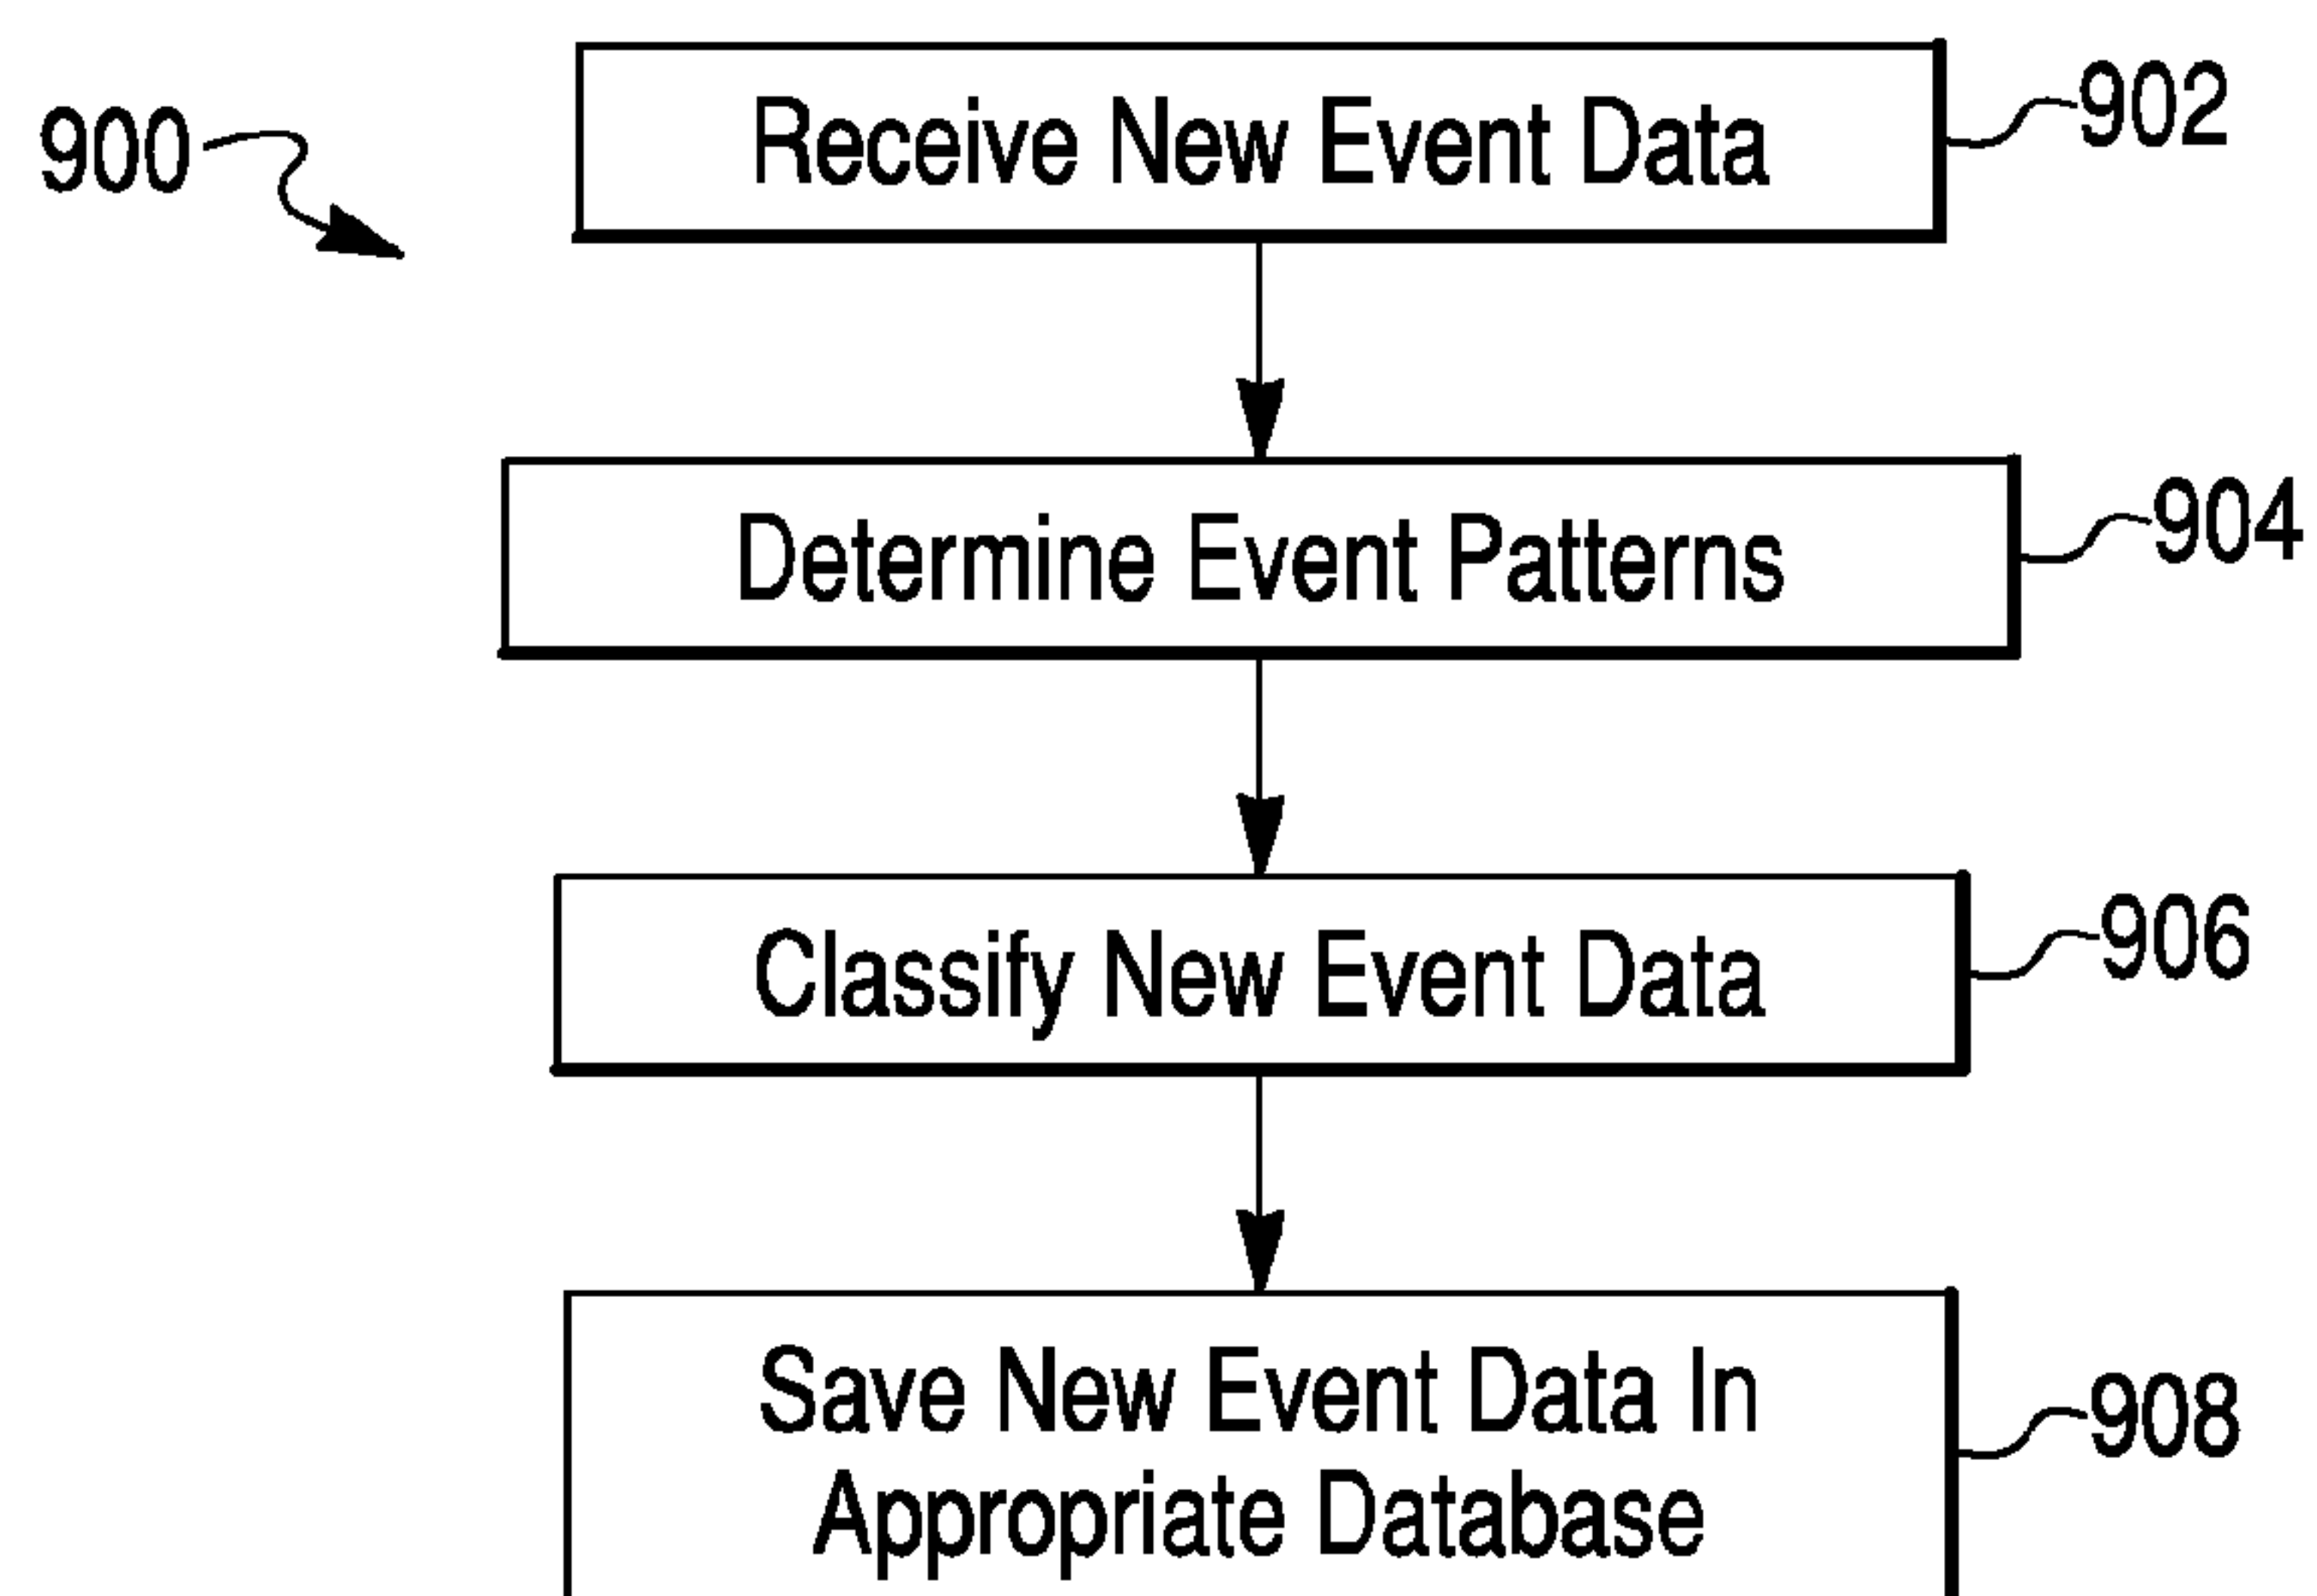 900
Receive New Event Data
902
Determine Event Patterns
904
Classify New Event Data
906
Save New Event Data In
Appropriate Database
908